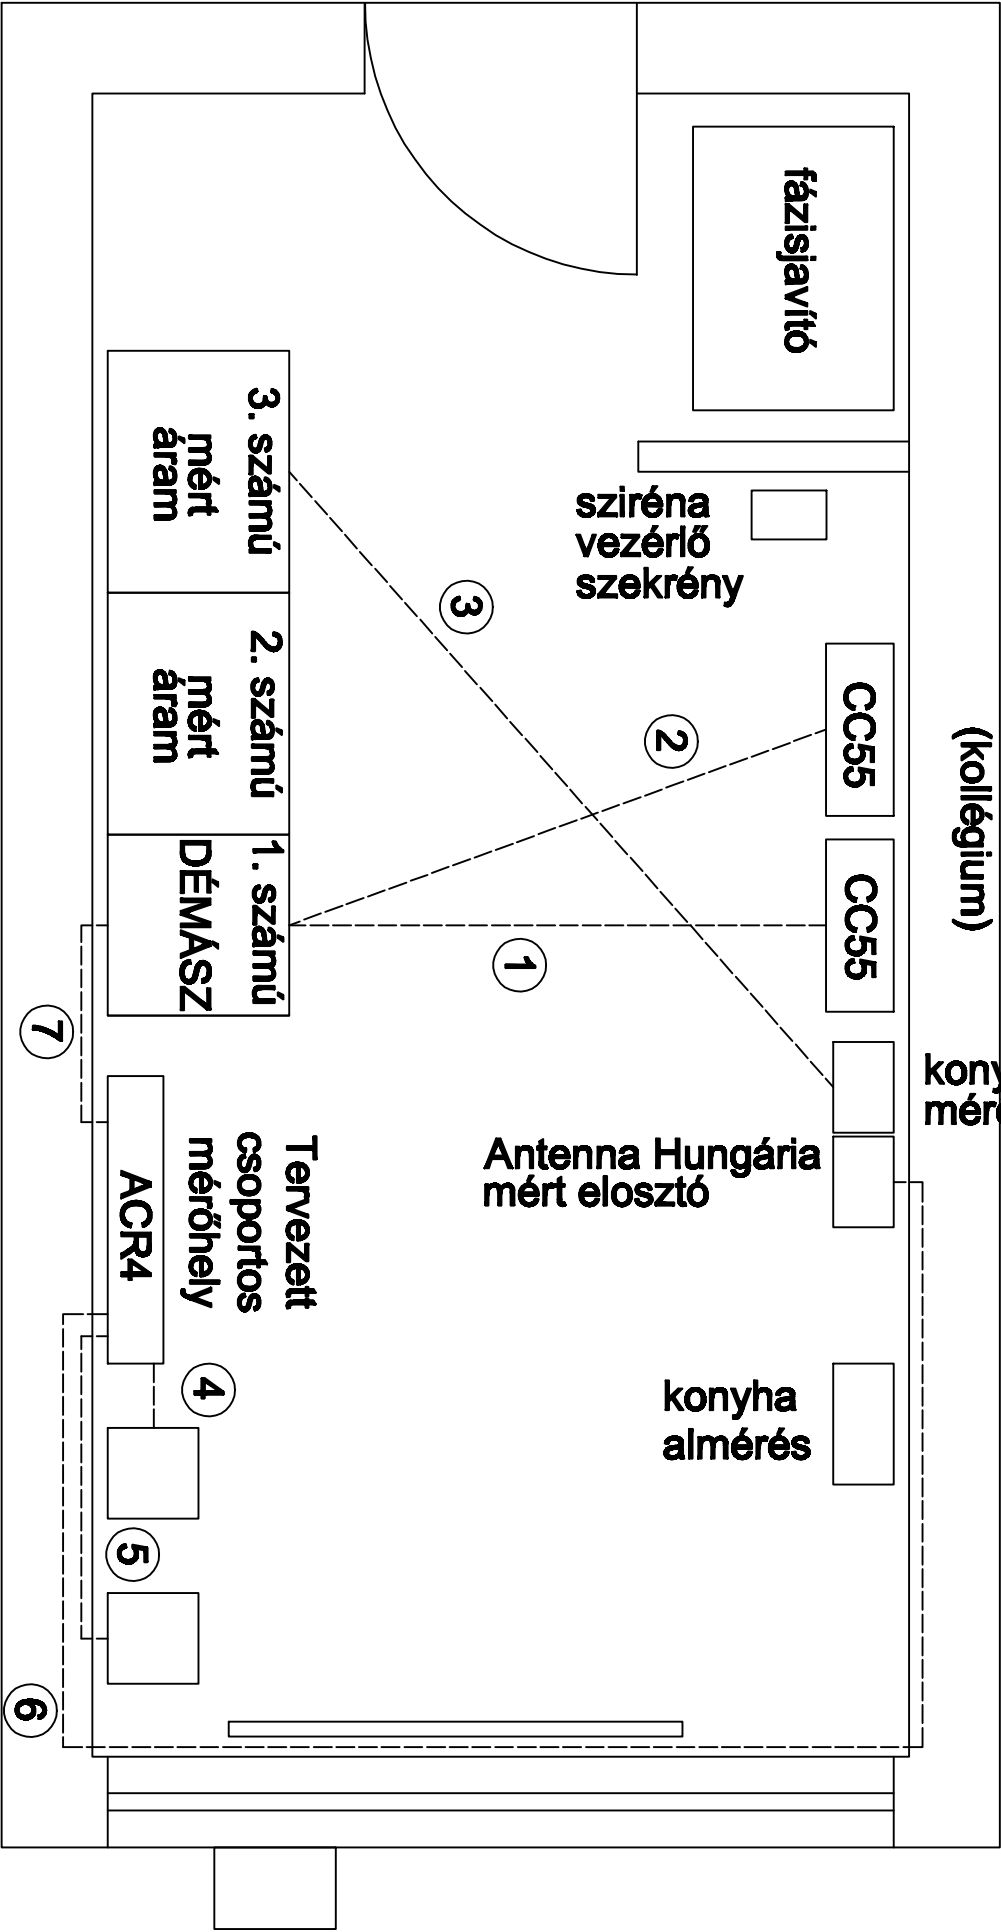 fázisjavító
sziréna
vezérlő
szekrény
3. számú
mért
áram
3
2. számú
mért
áram
2
CC55
(kollégium)
1. számú
DÉMÁSZ
1
CC55
7
Antenna Hungária
mért elosztó
Tervezett
csoportos
mérőhely
ACR4
4
konyha
almérés
5
6